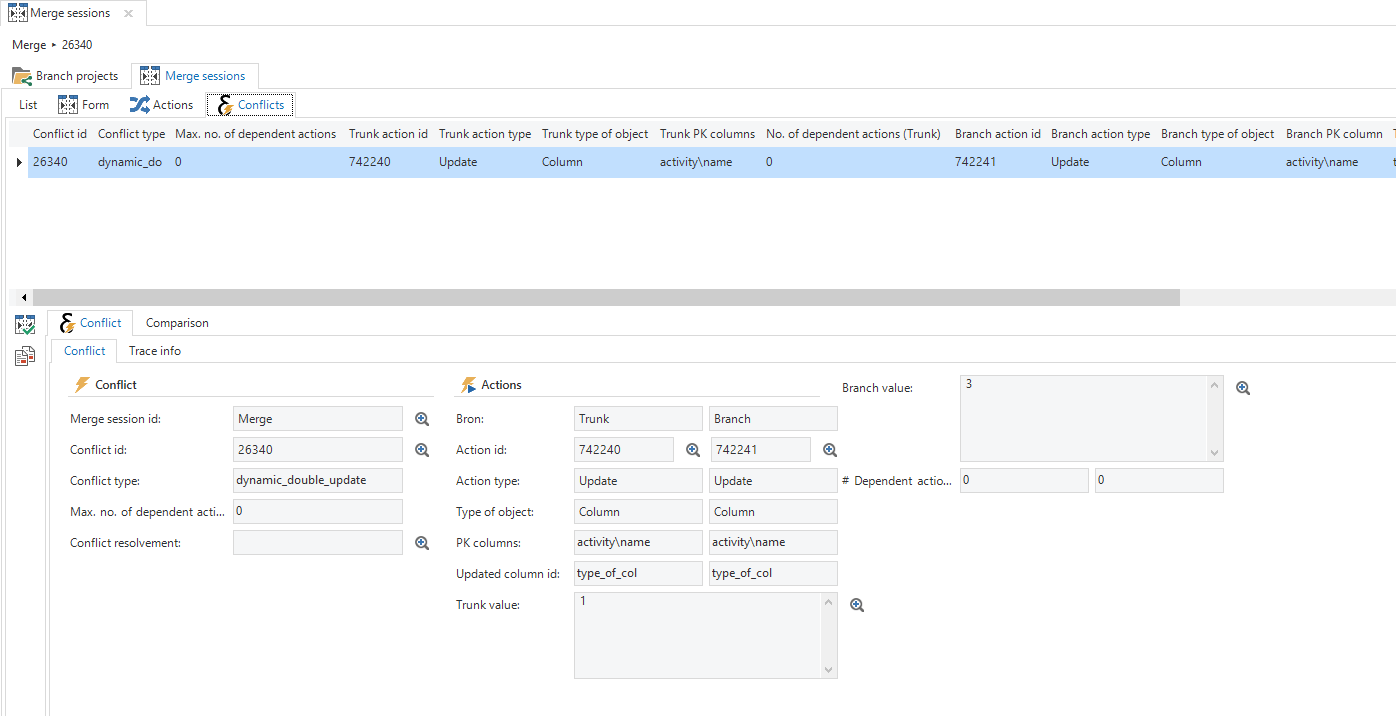 Merge sessions
Merge ▸ 26340
Branch projects Merge sessions
List Form Actions Conflicts
Conflict id Conflict type Max. no. of dependent actions Trunk action id Trunk action type Trunk type of object Trunk PK columns No. of dependent actions (Trunk) Branch action id Branch action type Branch type of object Branch PK column
26340 dynamic_do 0 742240 Update Column activity\name 0 742241 Update Column activity\name
Conflict Comparison
Conflict Trace info
Conflict Actions Branch value: 3
Merge session id: Merge Bron: Trunk Branch
Conflict id: 26340 Action id: 742240 742241
Conflict type: dynamic_double_update Action type: Update Update # Dependent actio... 0 0
Max. no. of dependent acti... 0 Type of object: Column Column
Conflict resolvement: PK columns: activity\name activity\name
Updated column id: type_of_col type_of_col
Trunk value: 1